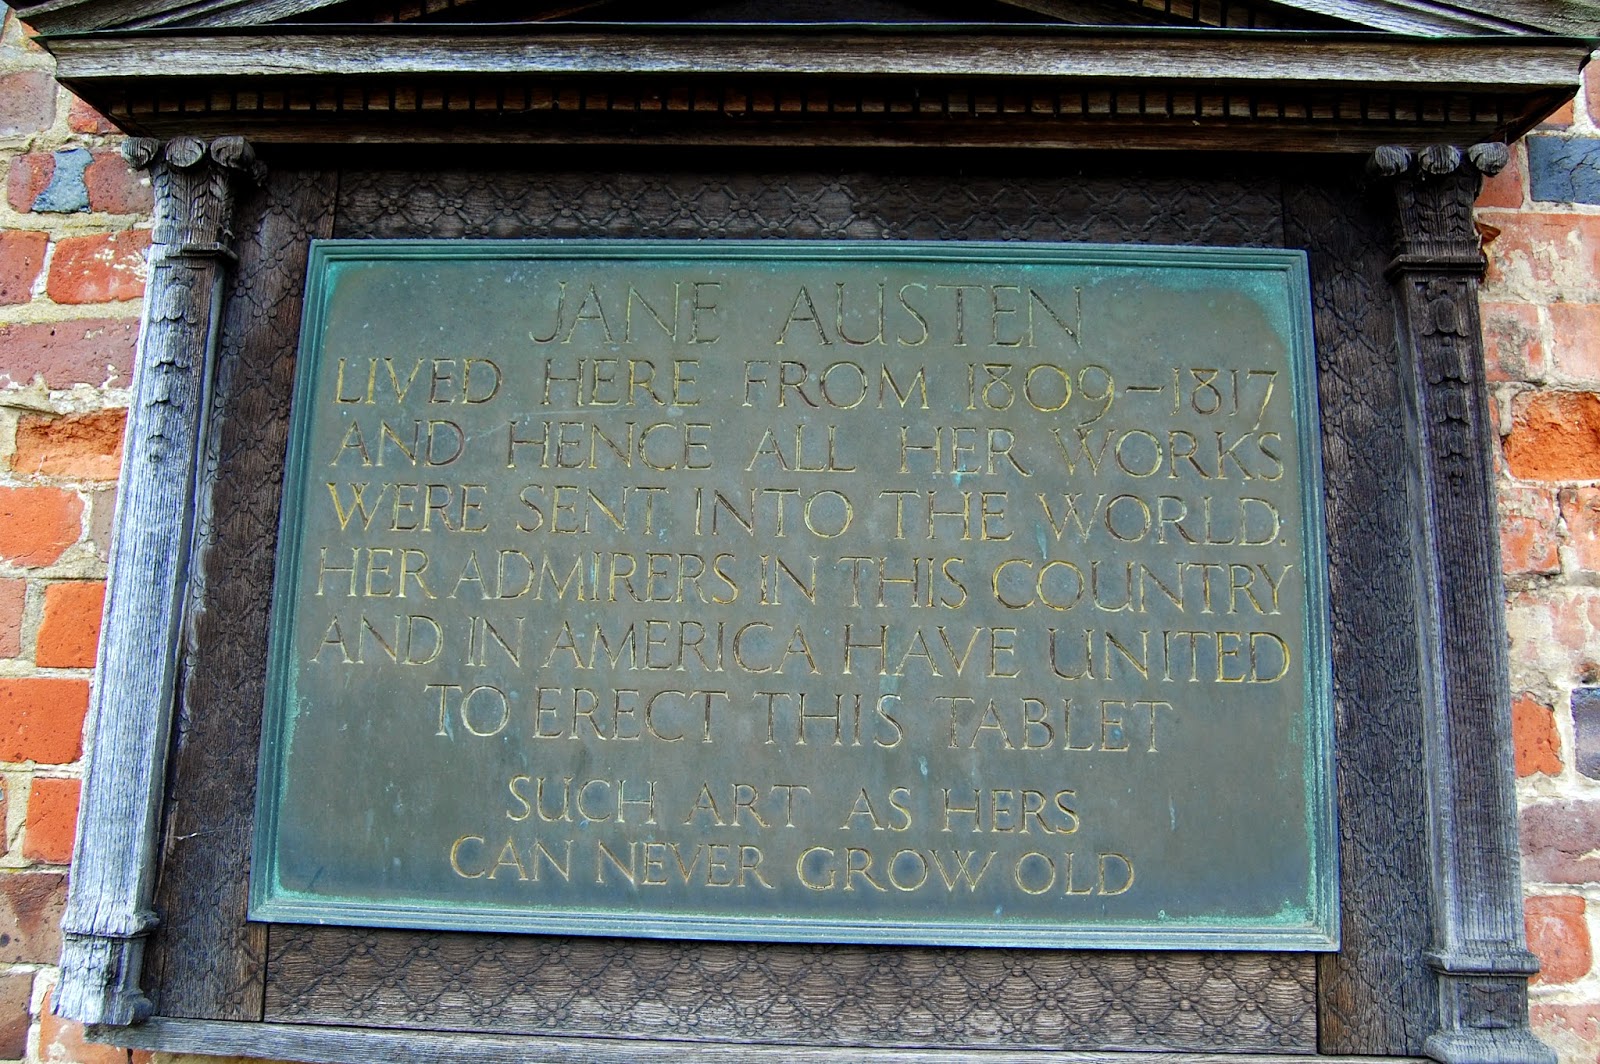 JANE AUSTEN
LIVED HERE FROM 1809-1817
AND HENCE ALL HER WORKS
WERE SENT INTO THE WORLD.
HER ADMIRERS IN THIS COUNTRY
AND IN AMERICA HAVE UNITED
TO ERECT THIS TABLET
SUCH ART AS HERS
CAN NEVER GROW OLD